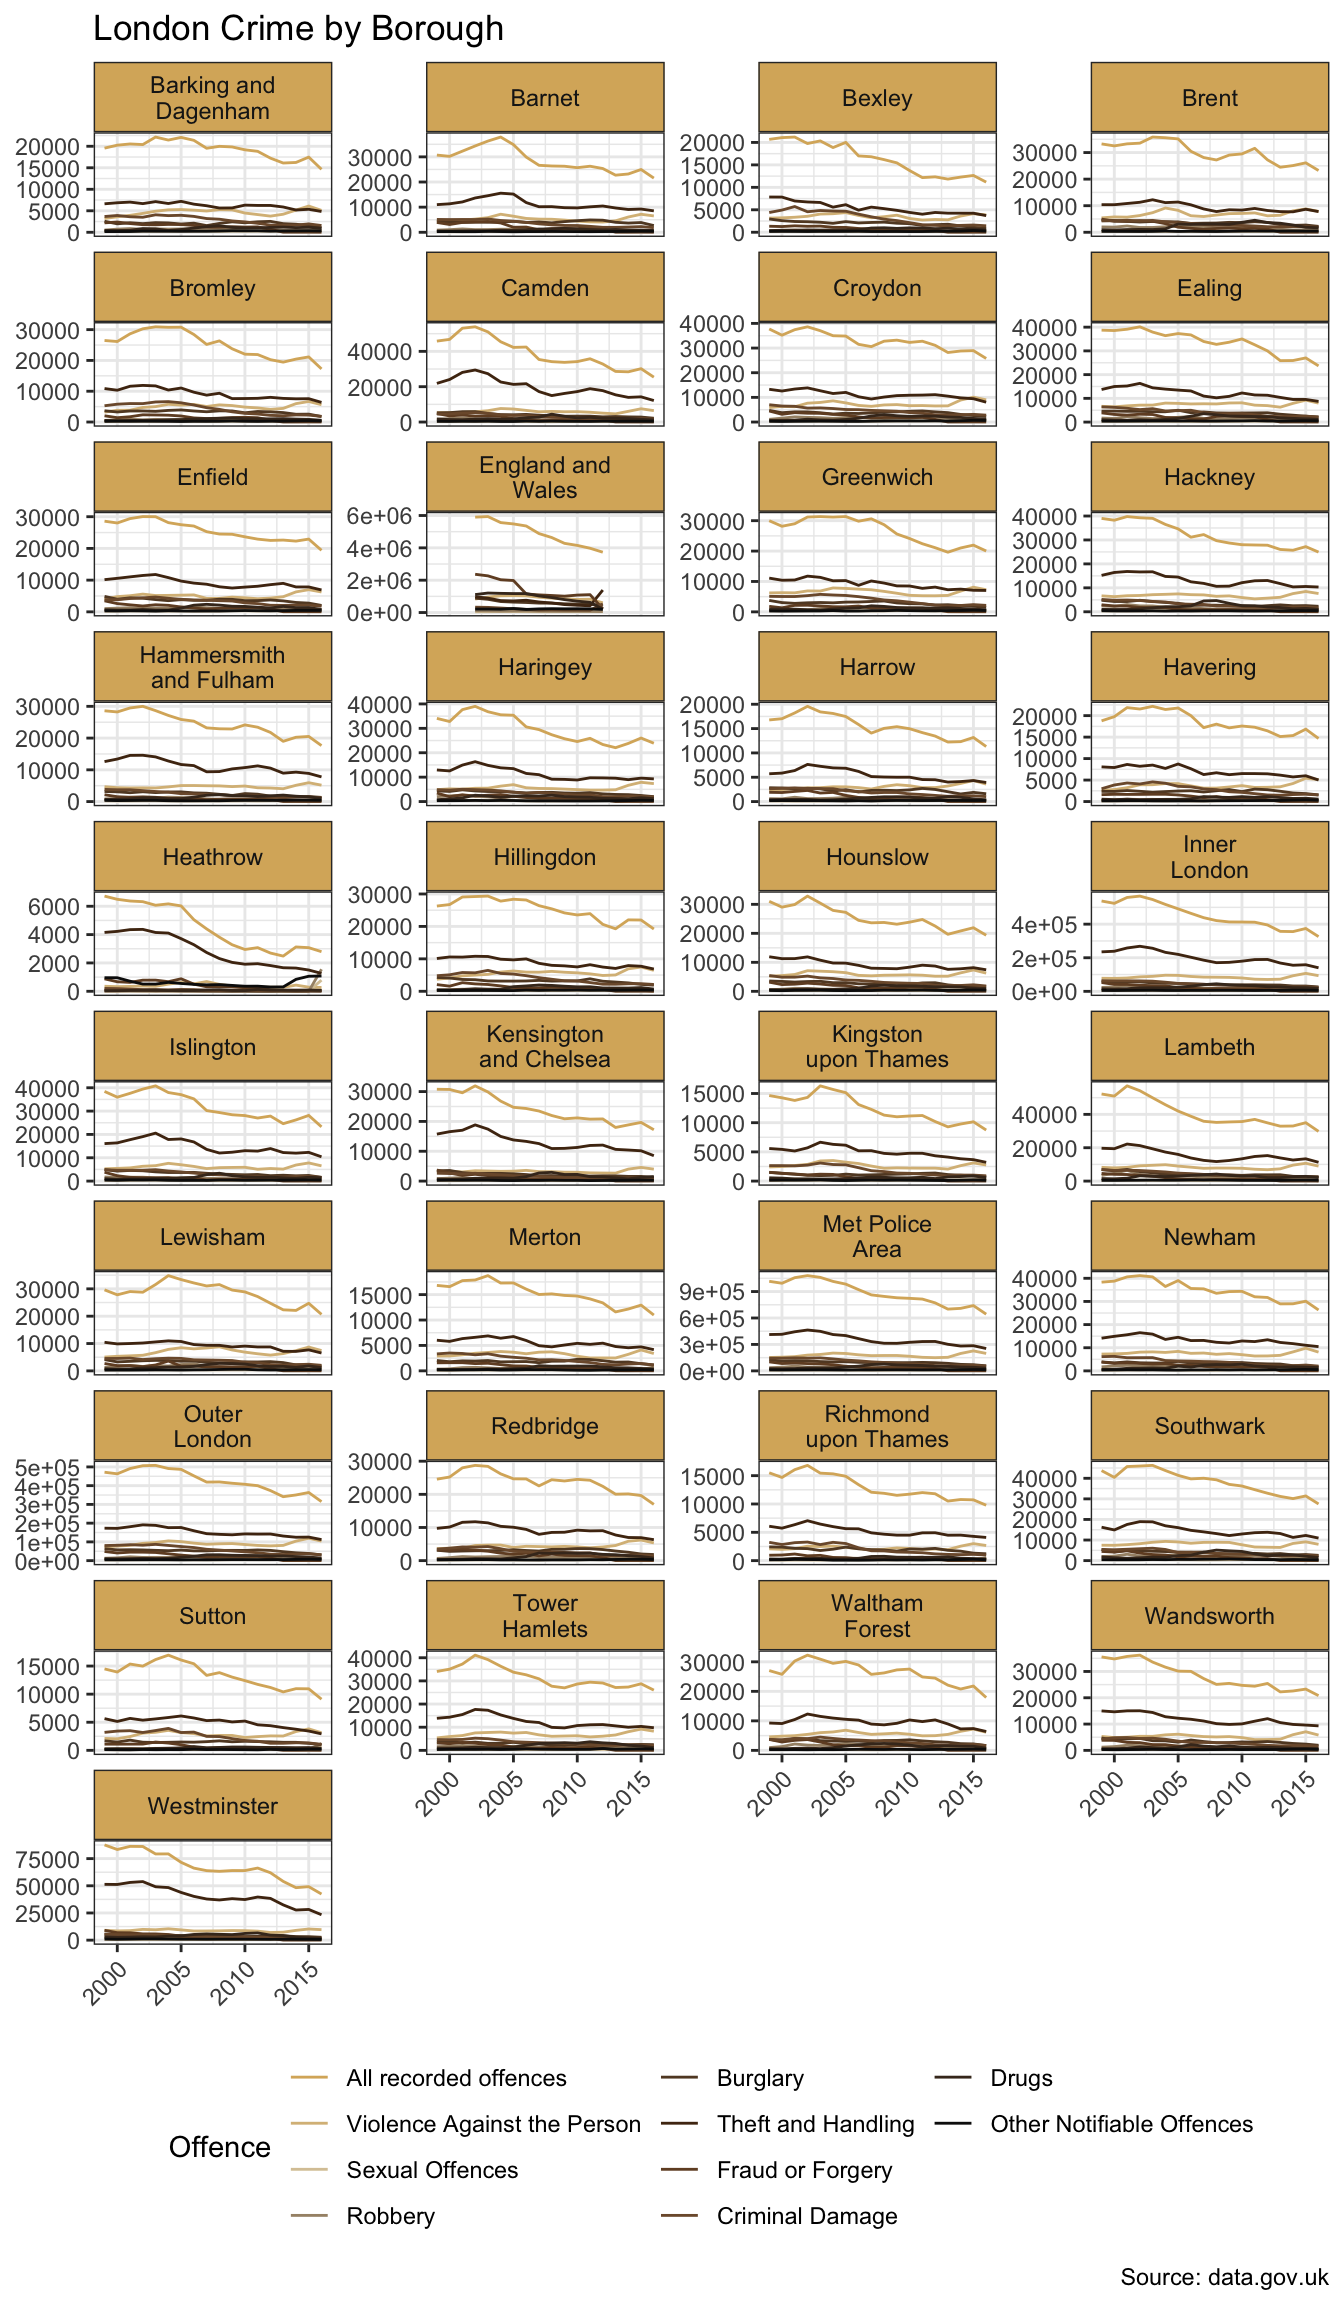 London Crime by Borough
Barking and
Dagenham
Barnet
Bexley
Brent
20000
15000
10000
5000
0
30000
20000
10000
0
20000
15000
10000
5000
0
30000
20000
10000
0
Bromley
Camden
Croydon
Ealing
30000
20000
10000
0
40000
20000
0
40000
30000
20000
10000
0
40000
30000
20000
10000
0
Enfield
England and
Wales
Greenwich
Hackney
30000
20000
10000
0
6e+06
4e+06
2e+06
0e+00
30000
20000
10000
0
40000
30000
20000
10000
0
Hammersmith
and Fulham
Haringey
Harrow
Havering
30000
20000
10000
0
40000
30000
20000
10000
0
20000
15000
10000
5000
0
20000
15000
10000
5000
0
Heathrow
Hillingdon
Hounslow
Inner
London
6000
4000
2000
0
30000
20000
10000
0
30000
20000
10000
0
4e+05
2e+05
0e+00
Islington
Kensington
and Chelsea
Kingston
upon Thames
Lambeth
40000
30000
20000
10000
0
30000
20000
10000
0
15000
10000
5000
0
40000
20000
0
Lewisham
Merton
Met Police
Area
Newham
30000
20000
10000
0
15000
10000
5000
0
9e+05
6e+05
3e+05
0e+00
40000
30000
20000
10000
0
Outer
London
Redbridge
Richmond
upon Thames
Southwark
5e+05
4e+05
3e+05
2e+05
1e+05
0e+00
30000
20000
10000
0
15000
10000
5000
0
40000
30000
20000
10000
0
Sutton
Tower
Hamlets
Waltham
Forest
Wandsworth
15000
10000
5000
0
40000
30000
20000
10000
0
30000
20000
10000
0
30000
20000
10000
0
2000
2005
2010
2015
2000
2005
2010
2015
2000
2005
2010
2015
Westminster
75000
50000
25000
0
2000
2005
2010
2015
Offence
All recorded offences
Violence Against the Person
Sexual Offences
Robbery
Burglary
Theft and Handling
Fraud or Forgery
Criminal Damage
Drugs
Other Notifiable Offences
Source: data.gov.uk